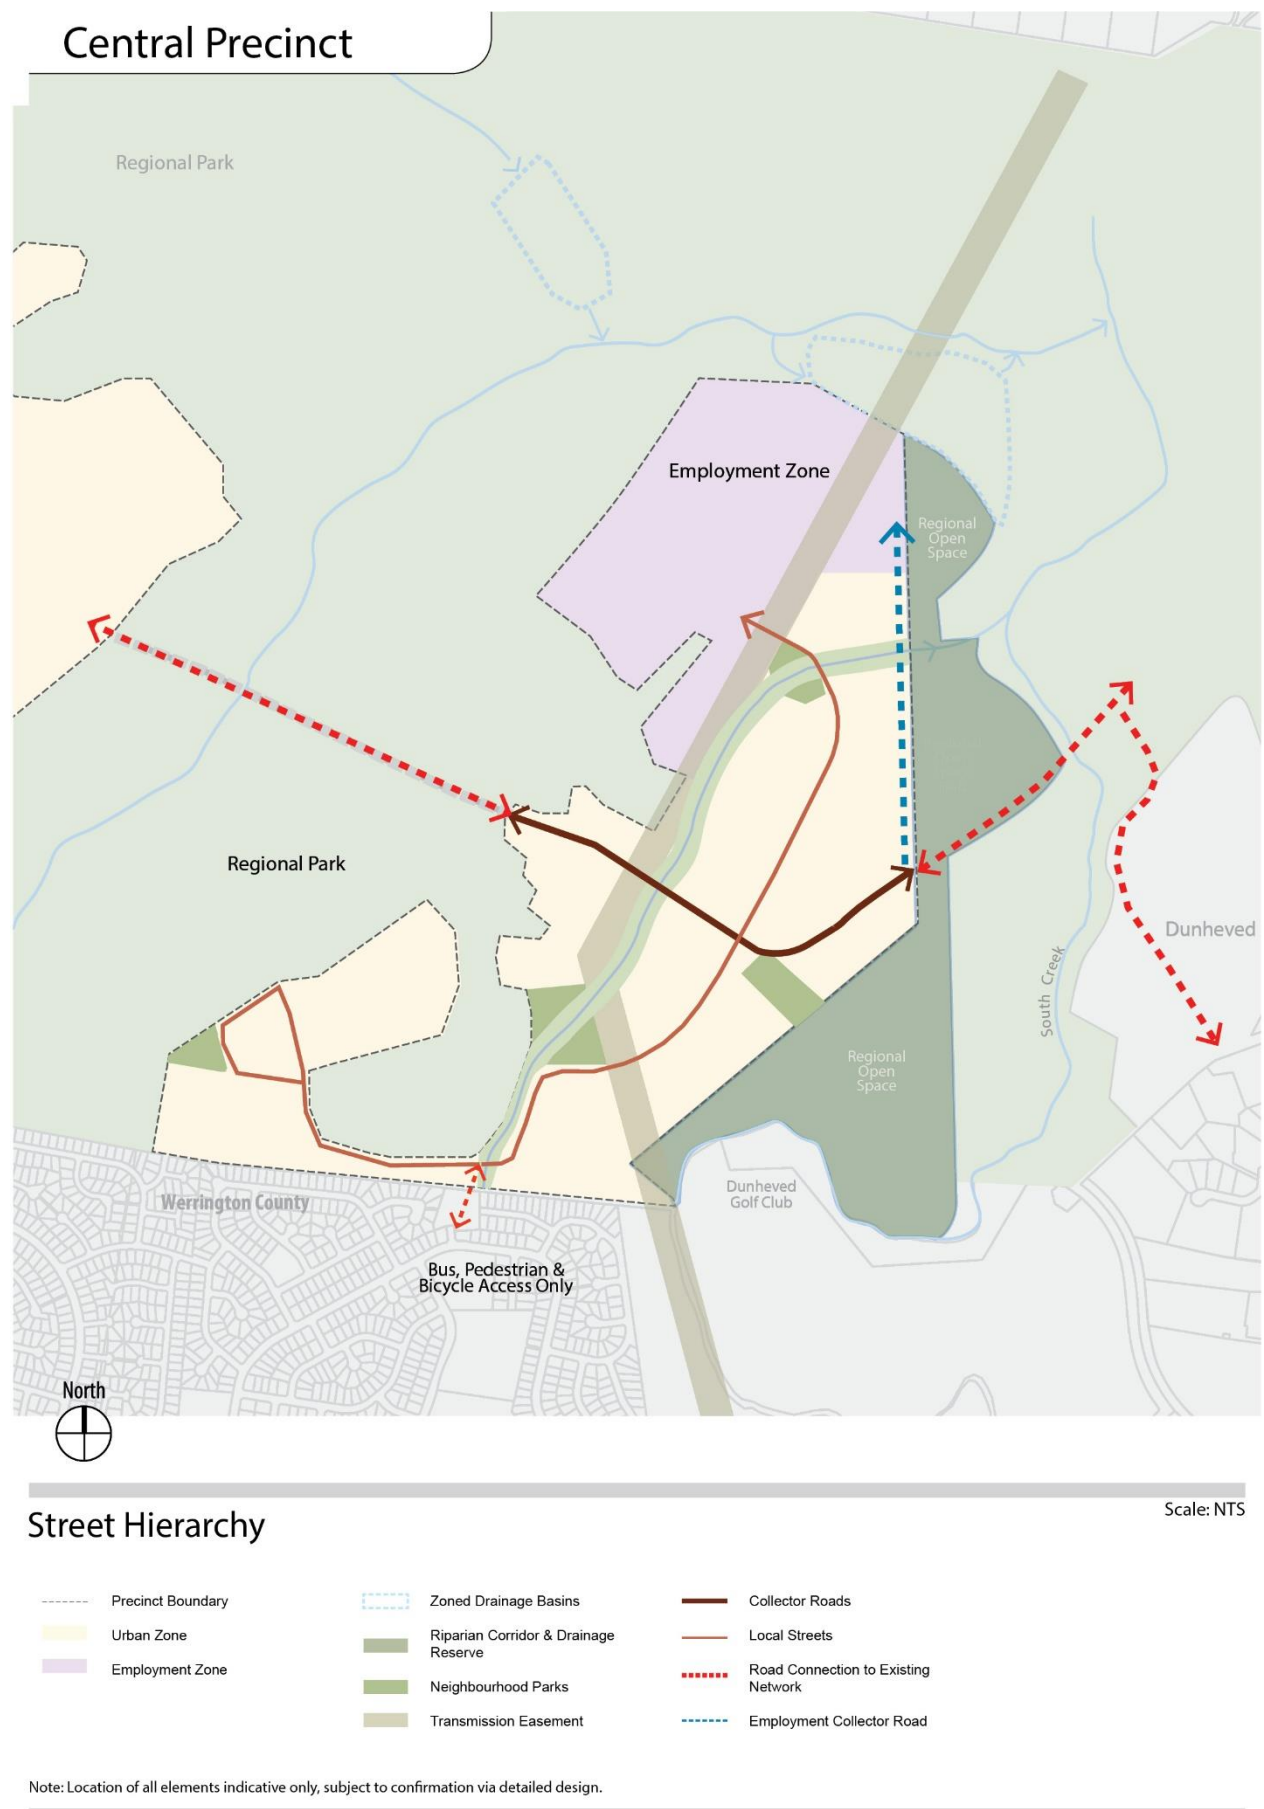 Central Precinct
Regional Park
Employment Zone
Regional
Open
Space
Regional Park
Dunheved
South Creek
Regional
Open
Space
Dunheved
Golf Club
Werrington County
Bus, Pedestrian &
Bicycle Access Only
North
Scale: NTS
Street Hierarchy
Precinct Boundary
Urban Zone
Employment Zone
Zoned Drainage Basins
Riparian Corridor & Drainage
Reserve
Neighbourhood Parks
Transmission Easement
Collector Roads
Local Streets
Road Connection to Existing
Network
Employment Collector Road
Note: Location of all elements indicative only, subject to confirmation via detailed design.